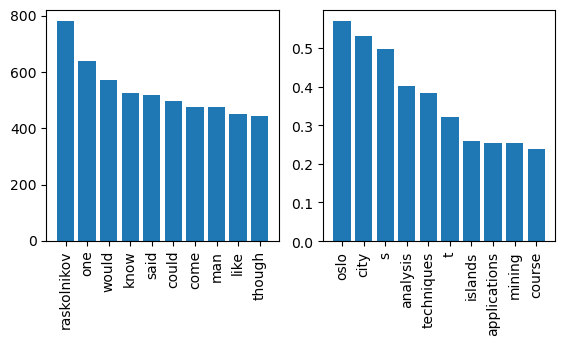 800
600
400
200
0
raskolnikov
one
would
know
said
could
come
man
like
though
0.5
0.4
0.3
0.2
0.1
0.0
oslo
city
s
analysis
techniques
t
islands
applications
mining
course